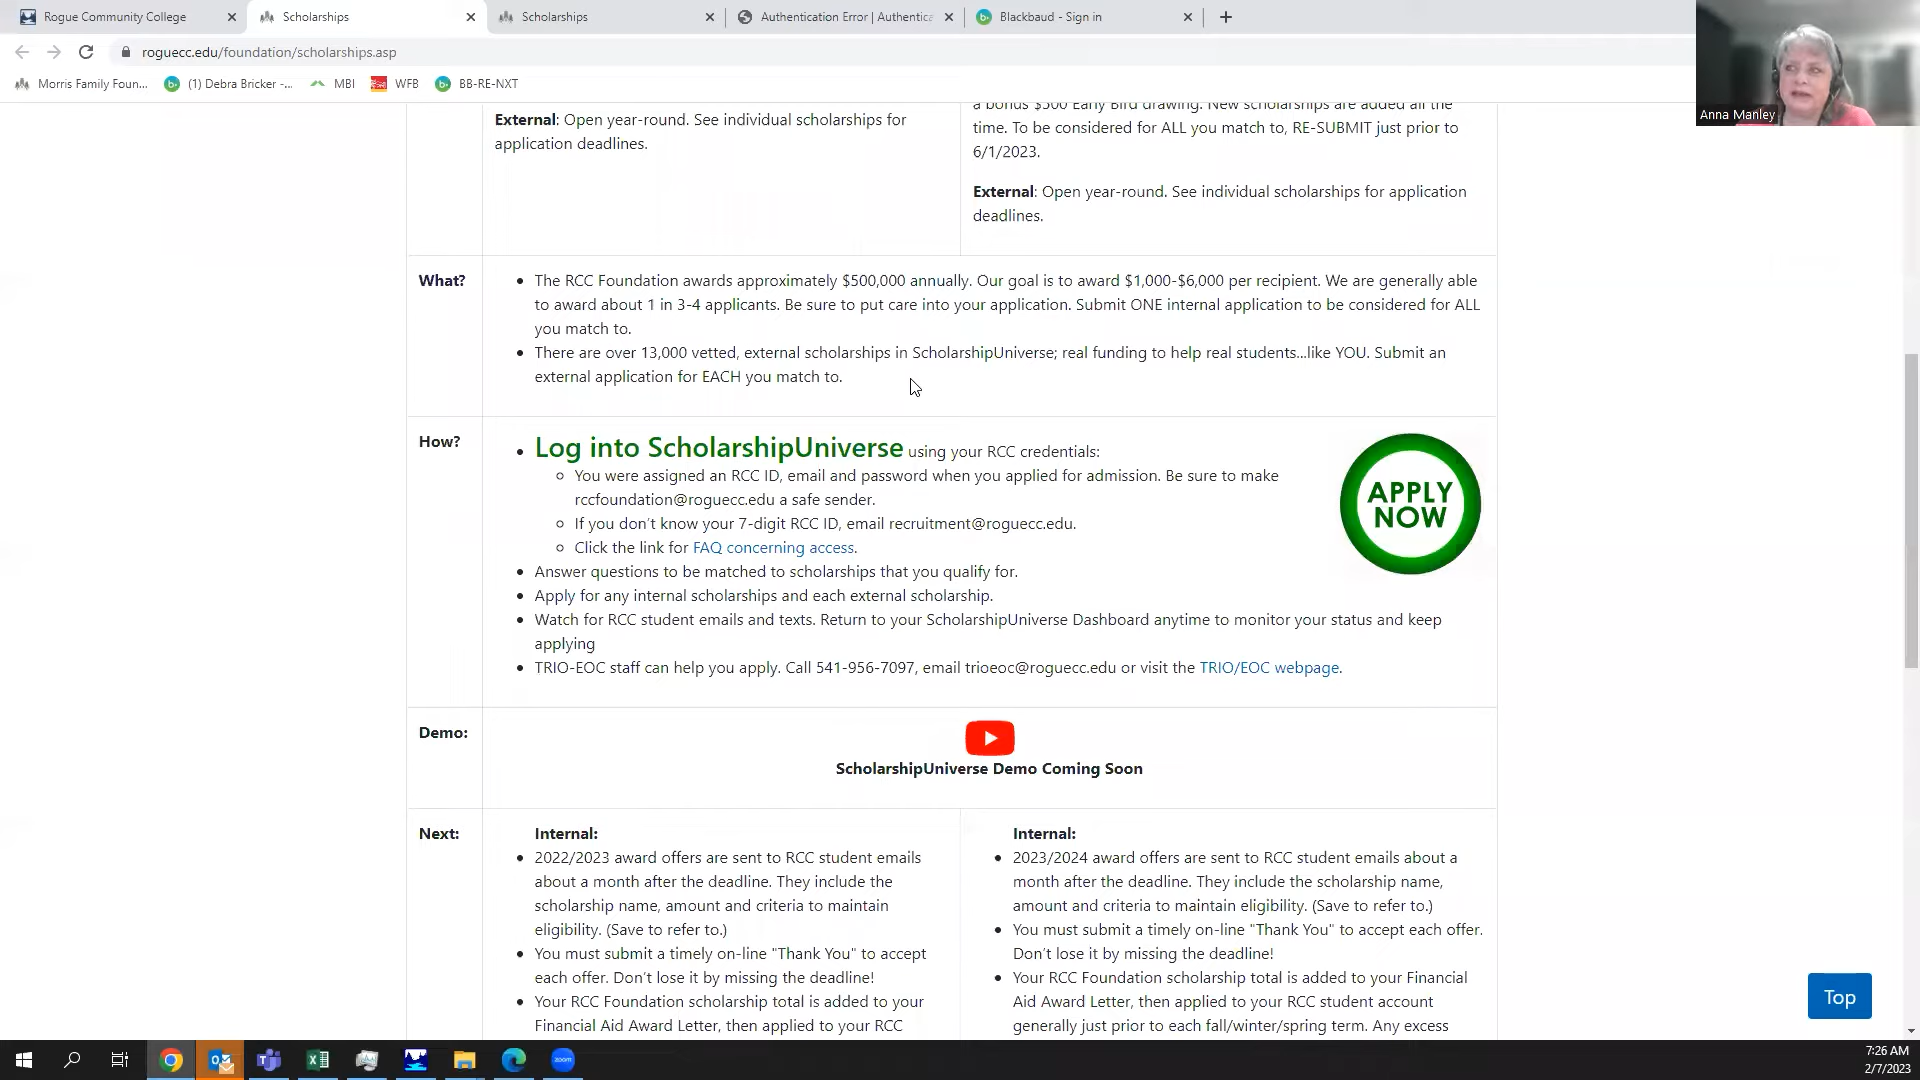 Rogue Community College
Scholarships
Scholarships
Authentication Error | Authentica
Blackbaud - Sign in
roguecc.edu/foundation/scholarships.asp
Morris Family Foun...
(1) Debra Bricker -...
MBI
WFB
BB-RE-NXT
Anna Manley
External: Open year-round. See individual scholarships for
application deadlines.
a bonus $500 Early Bird drawing. New scholarships are added all the
time. To be considered for ALL you match to, RE-SUBMIT just prior to
6/1/2023.
External: Open year-round. See individual scholarships for application
deadlines.
What?
The RCC Foundation awards approximately $500,000 annually. Our goal is to award $1,000-$6,000 per recipient. We are generally able
to award about 1 in 3-4 applicants. Be sure to put care into your application. Submit ONE internal application to be considered for ALL
you match to.
There are over 13,000 vetted, external scholarships in ScholarshipUniverse; real funding to help real students...like YOU. Submit an
external application for EACH you match to.
How?
Log into ScholarshipUniverse using your RCC credentials:
You were assigned an RCC ID, email and password when you applied for admission. Be sure to make
rccfoundation@roguecc.edu a safe sender.
If you don't know your 7-digit RCC ID, email recruitment@roguecc.edu.
Click the link for FAQ concerning access.
Answer questions to be matched to scholarships that you qualify for.
Apply for any internal scholarships and each external scholarship.
Watch for RCC student emails and texts. Return to your ScholarshipUniverse Dashboard anytime to monitor your status and keep
applying
TRIO-EOC staff can help you apply. Call 541-956-7097, email trioeoc@roguecc.edu or visit the TRIO/EOC webpage.
APPLY
NOW
Demo:
ScholarshipUniverse Demo Coming Soon
Next:
Internal:
2022/2023 award offers are sent to RCC student emails
about a month after the deadline. They include the
scholarship name, amount and criteria to maintain
eligibility. (Save to refer to.)
You must submit a timely on-line "Thank You" to accept
each offer. Don't lose it by missing the deadline!
Your RCC Foundation scholarship total is added to your
Financial Aid Award Letter, then applied to your RCC
Internal:
2023/2024 award offers are sent to RCC student emails about a
month after the deadline. They include the scholarship name,
amount and criteria to maintain eligibility. (Save to refer to.)
You must submit a timely on-line "Thank You" to accept each offer.
Don't lose it by missing the deadline!
Your RCC Foundation scholarship total is added to your Financial
Aid Award Letter, then applied to your RCC student account
generally just prior to each fall/winter/spring term. Any excess
Top
zoom
7:26 AM
2/7/2023